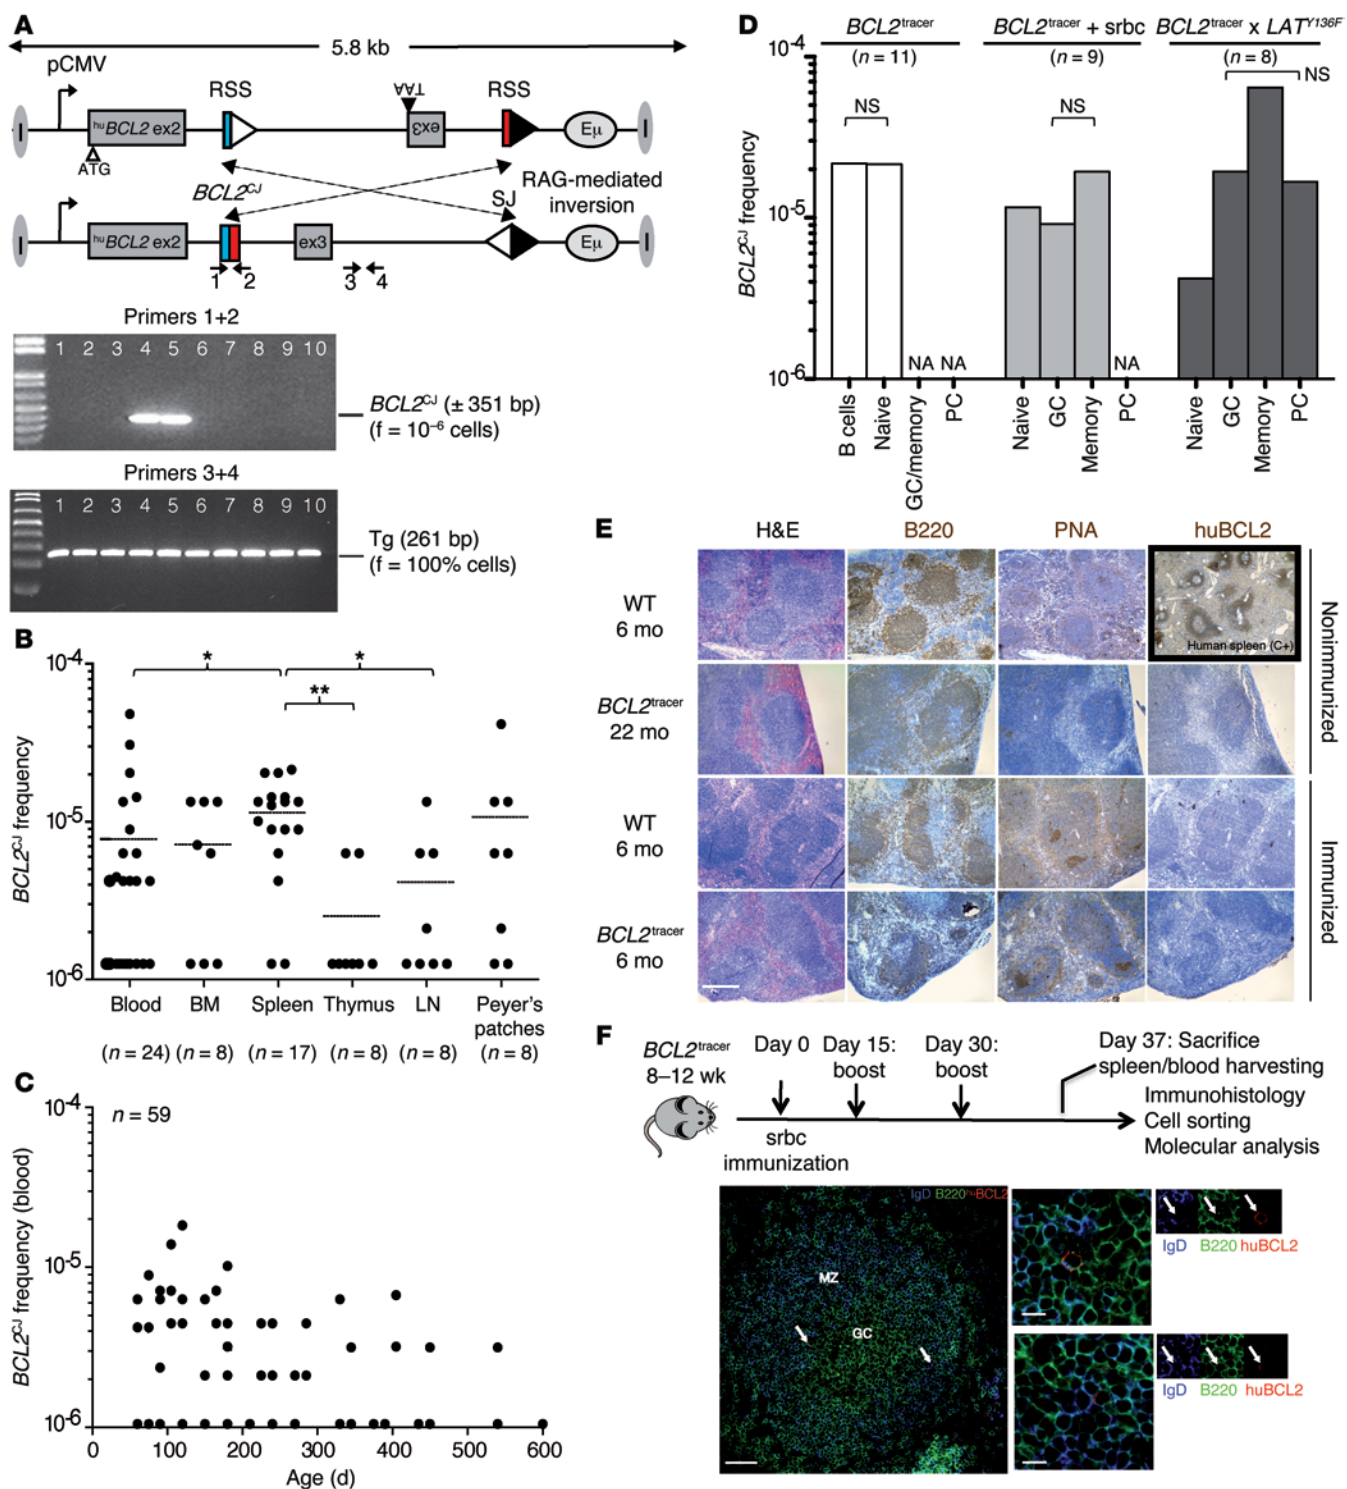 A
5.8 kb
pCMV
RSS
TAA
RSS
I
huBCL2 ex2
ex3
Eμ
I
ATG
BCL2CJ
SJ
RAG-mediated
inversion
I
huBCL2 ex2
ex3
Eμ
I
1 2
3 4
Primers 1+2
1 2 3 4 5 6 7 8 9 10
BCL2CJ (± 351 bp)
(f = 10–6 cells)
Primers 3+4
1 2 3 4 5 6 7 8 9 10
Tg (261 bp)
(f = 100% cells)
B
BCL2CJ frequency
10-4
10-5
10-6
*
*
**
Blood BM Spleen Thymus LN Peyer's
patches
(n = 24) (n = 8) (n = 17) (n = 8) (n = 8) (n = 8)
C
n = 59
BCL2CJ frequency (blood)
10-4
10-5
10-6
0 100 200 300 400 500 600
Age (d)
D
BCL2tracer
(n = 11)
BCL2tracer + srbc
(n = 9)
BCL2tracer x LATY136F
(n = 8)
BCL2CJ frequency
10-4
10-5
10-6
NS
NS
NS
NA NA
NA
B cells
Naive
GC/memory
PC
Naive
GC
Memory
PC
Naive
GC
Memory
PC
E
H&E B220 PNA huBCL2
WT
6 mo
Human spleen (C+)
BCL2tracer
22 mo
Nonimmunized
WT
6 mo
BCL2tracer
6 mo
Immunized
F
BCL2tracer
8–12 wk
Day 0
Day 15:
boost
Day 30:
boost
Day 37: Sacrifice
spleen/blood harvesting
srbc
immunization
Immunohistology
Cell sorting
Molecular analysis
IgD B220 huBCL2
MZ
GC
IgD B220 huBCL2
IgD B220 huBCL2